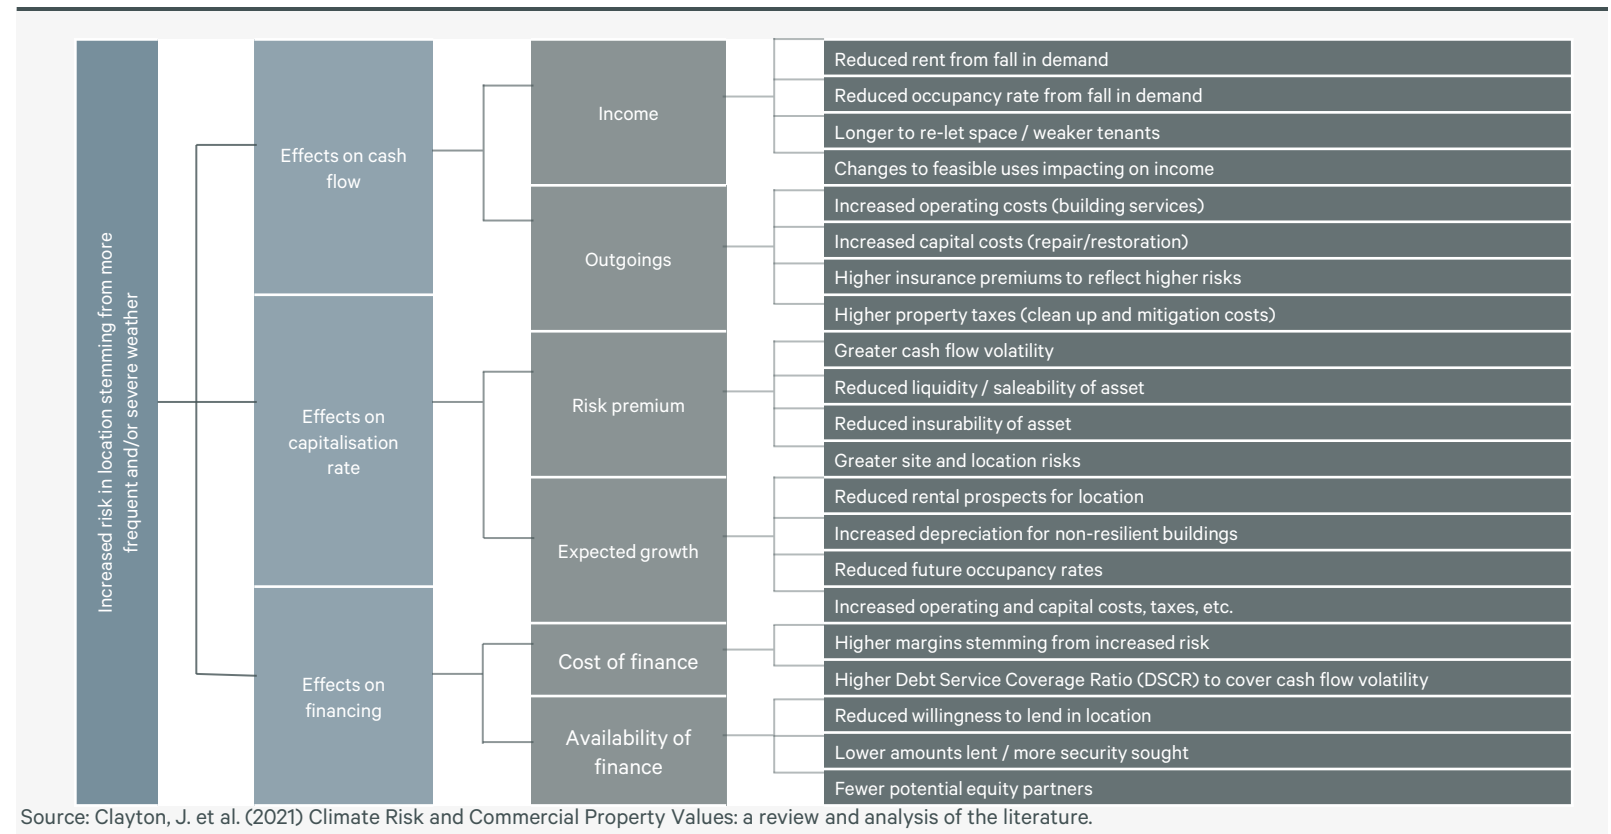 Increased risk in location stemming from more
frequent and/or severe weather
Effects on cash
flow
Effects on
capitalisation
rate
Effects on
financing
Income
Outgoings
Risk premium
Expected growth
Cost of finance
Availability of
finance
Reduced rent from fall in demand
Reduced occupancy rate from fall in demand
Longer to re-let space / weaker tenants
Changes to feasible uses impacting on income
Increased operating costs (building services)
Increased capital costs (repair/restoration)
Higher insurance premiums to reflect higher risks
Higher property taxes (clean up and mitigation costs)
Greater cash flow volatility
Reduced liquidity / saleability of asset
Reduced insurability of asset
Greater site and location risks
Reduced rental prospects for location
Increased depreciation for non-resilient buildings
Reduced future occupancy rates
Increased operating and capital costs, taxes, etc.
Higher margins stemming from increased risk
Higher Debt Service Coverage Ratio (DSCR) to cover cash flow volatility
Reduced willingness to lend in location
Lower amounts lent / more security sought
Fewer potential equity partners
Source: Clayton, J. et al. (2021) Climate Risk and Commercial Property Values: a review and analysis of the literature.